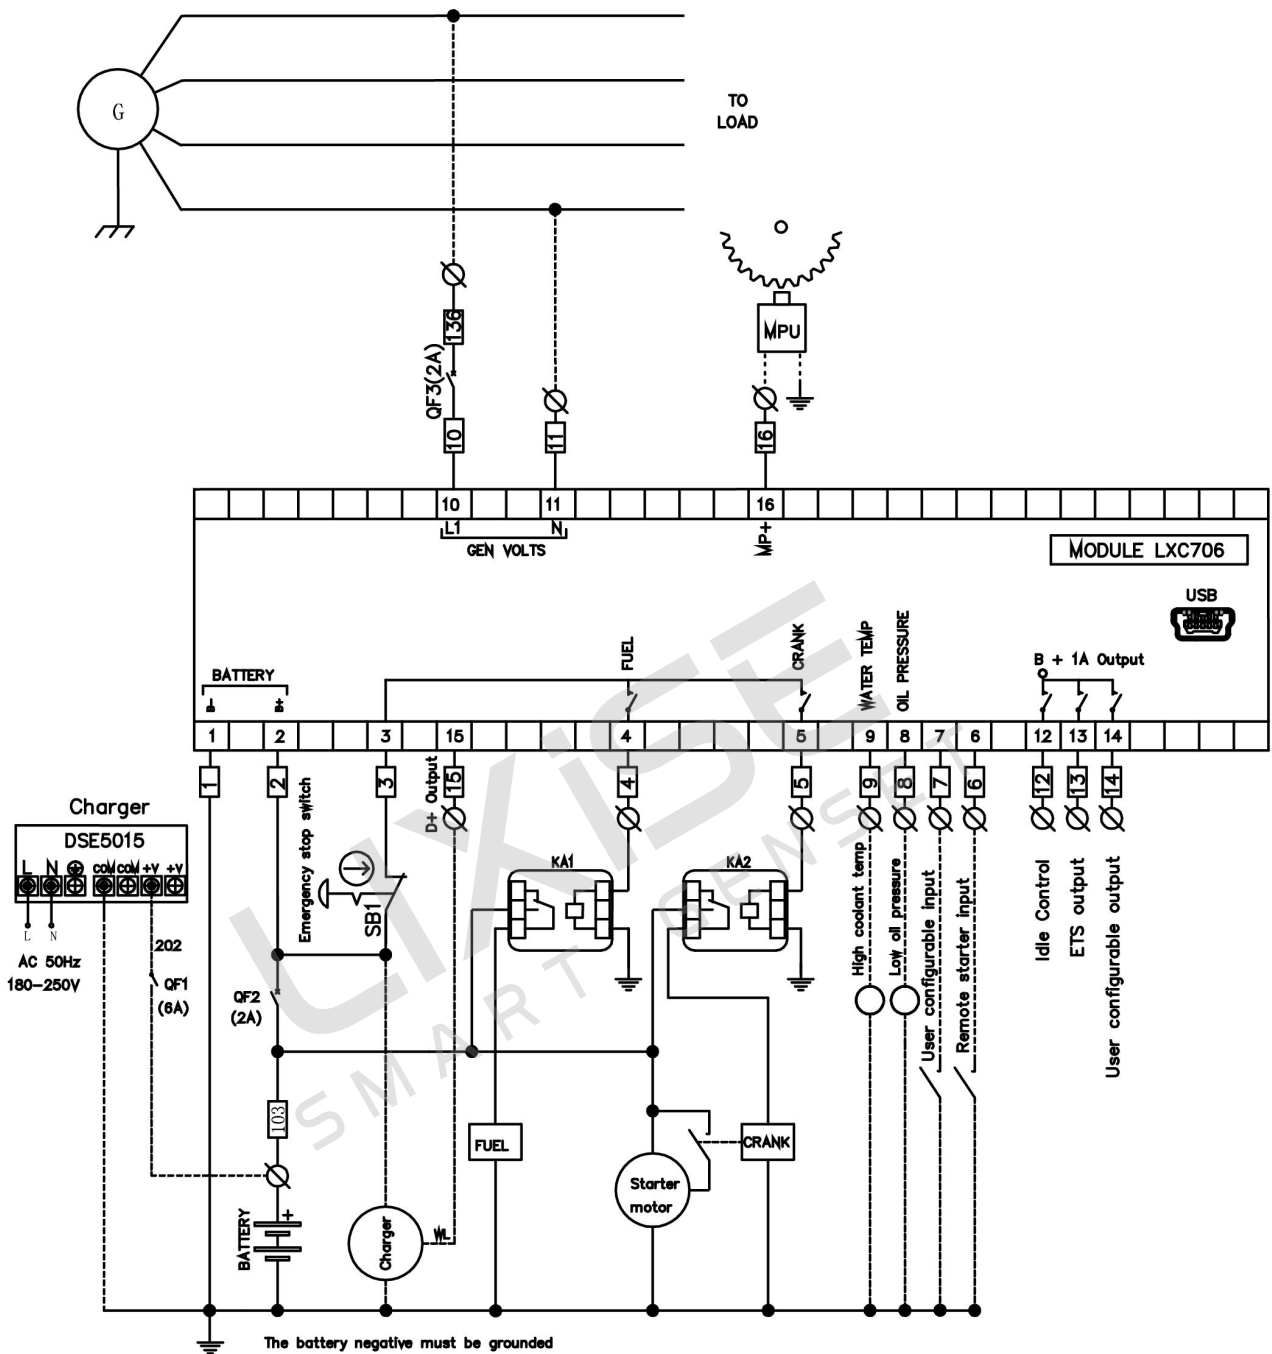 G
TO
LOAD
136
QF3(2A)
10
11
MPU
16
10
11
16
L1
N
GEN VOLTS
MP+
MODULE LXC706
USB
BATTERY
B-
B+
FUEL
CRANK
WATER TEMP
OIL PRESSURE
B + 1A Output
1
2
3
15
4
5
9
8
7
6
12
13
14
1
2
3
15
4
5
9
8
7
6
12
13
14
Emergency stop switch
D+ Output
SB1
Charger
DSE5015
L
N
COM
COM
+V
+V
L
N
AC 50Hz
180-250V
202
QF1
(6A)
QF2
(2A)
KA1
KA2
High coolant temp
Low oil pressure
User configurable input
Remote starter input
Idle Control
ETS output
User configurable output
103
BATTERY
+
Charger
WL
FUEL
Starter
motor
CRANK
The battery negative must be grounded
LIXiSE
SMART GENSET